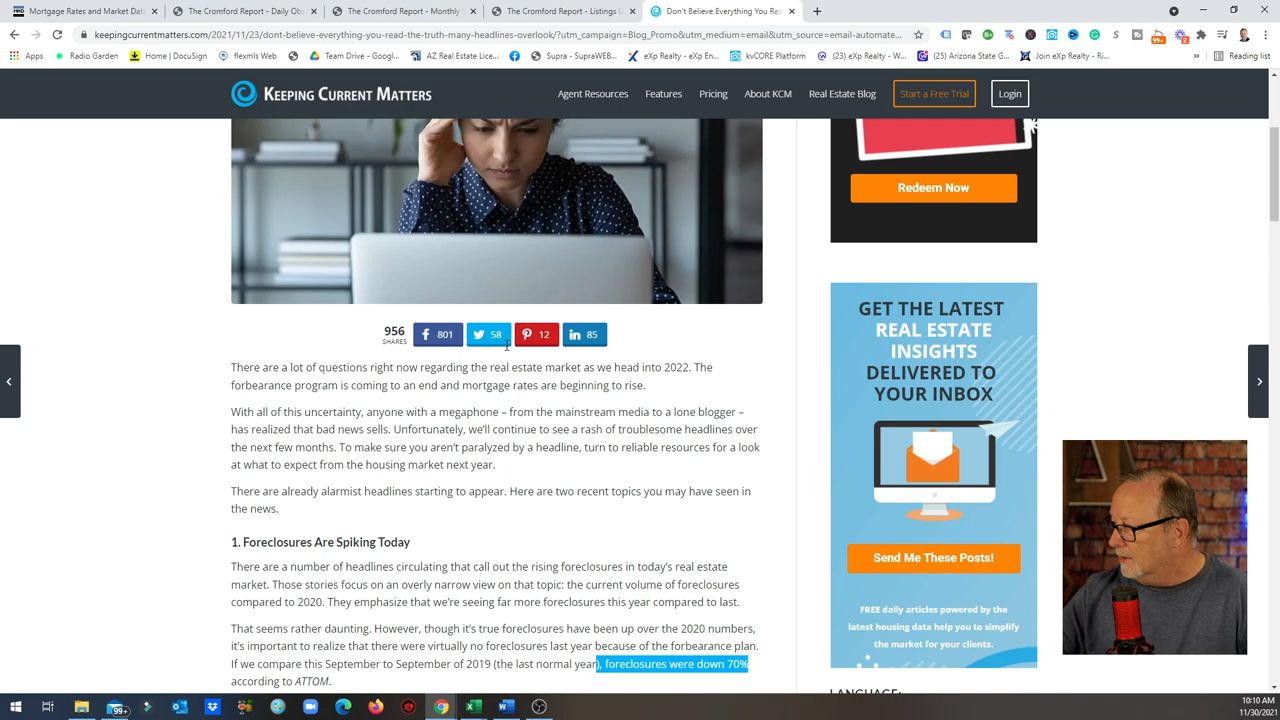 Mortgage Rates and Market Dat
The Cromford Report - Daily Obs
The Cromford Report - Monthly
The Cromford Report - Listings U
Don't Believe Everything You Rea
keepingcurrentmatters.com/2021/11/23/dont-believe-everything-you-read-the-truth-many-headlines-overlook/?utm_medium=email&utm_campaign=Blog_Promo&utm_source=email-automate...
Apps
Radio Garden
Home | DocuSign
flexmls Web
Team Drive - Googl...
AZ Real Estate Lice...
Supra - SupraWEB...
eXp Realty - eXp En...
kvCORE Platform
(23) eXp Realty - W...
(25) Arizona State G...
Join eXp Realty - Ri...
»
Reading list
KEEPING CURRENT MATTERS
Agent Resources
Features
Pricing
About KCM
Real Estate Blog
Start a Free Trial
Login
Redeem Now
956
SHARES
801
58
12
85
There are a lot of questions right now regarding the real estate market as we head into 2022. The
forbearance program is coming to an end and mortgage rates are beginning to rise.
With all of this uncertainty, anyone with a megaphone – from the mainstream media to a lone blogger –
has realized that bad news sells. Unfortunately, we'll continue to see a rash of troublesome headlines over
the next few months. To make sure you aren't paralyzed by a headline, turn to reliable resources for a look
at what to expect from the housing market next year.
There are already alarmist headlines starting to appear. Here are two recent topics you may have seen in
the news.
1. Foreclosures Are Spiking Today
There are a number of headlines circulating that call out the rising foreclosures in today's real estate
market. Those stories focus on an overly narrow view on that topic: the current volume of foreclosures
compared to 2020. They emphasize that we're seeing far more foreclosures this year compared to last.
That seems rather daunting. However, though it's true foreclosures have been up over the 2020 numbers,
it's important to realize that there were virtually no foreclosures last year because of the forbearance plan.
If we compare this September to September of 2019 (the last normal year), foreclosures were down 70%
according to ATTOM.
GET THE LATEST
REAL ESTATE
INSIGHTS
DELIVERED TO
YOUR INBOX
Send Me These Posts!
FREE daily articles powered by the
latest housing data help you to simplify
the market for your clients.
LANGUAGE:
99+
10:10 AM
11/30/2021